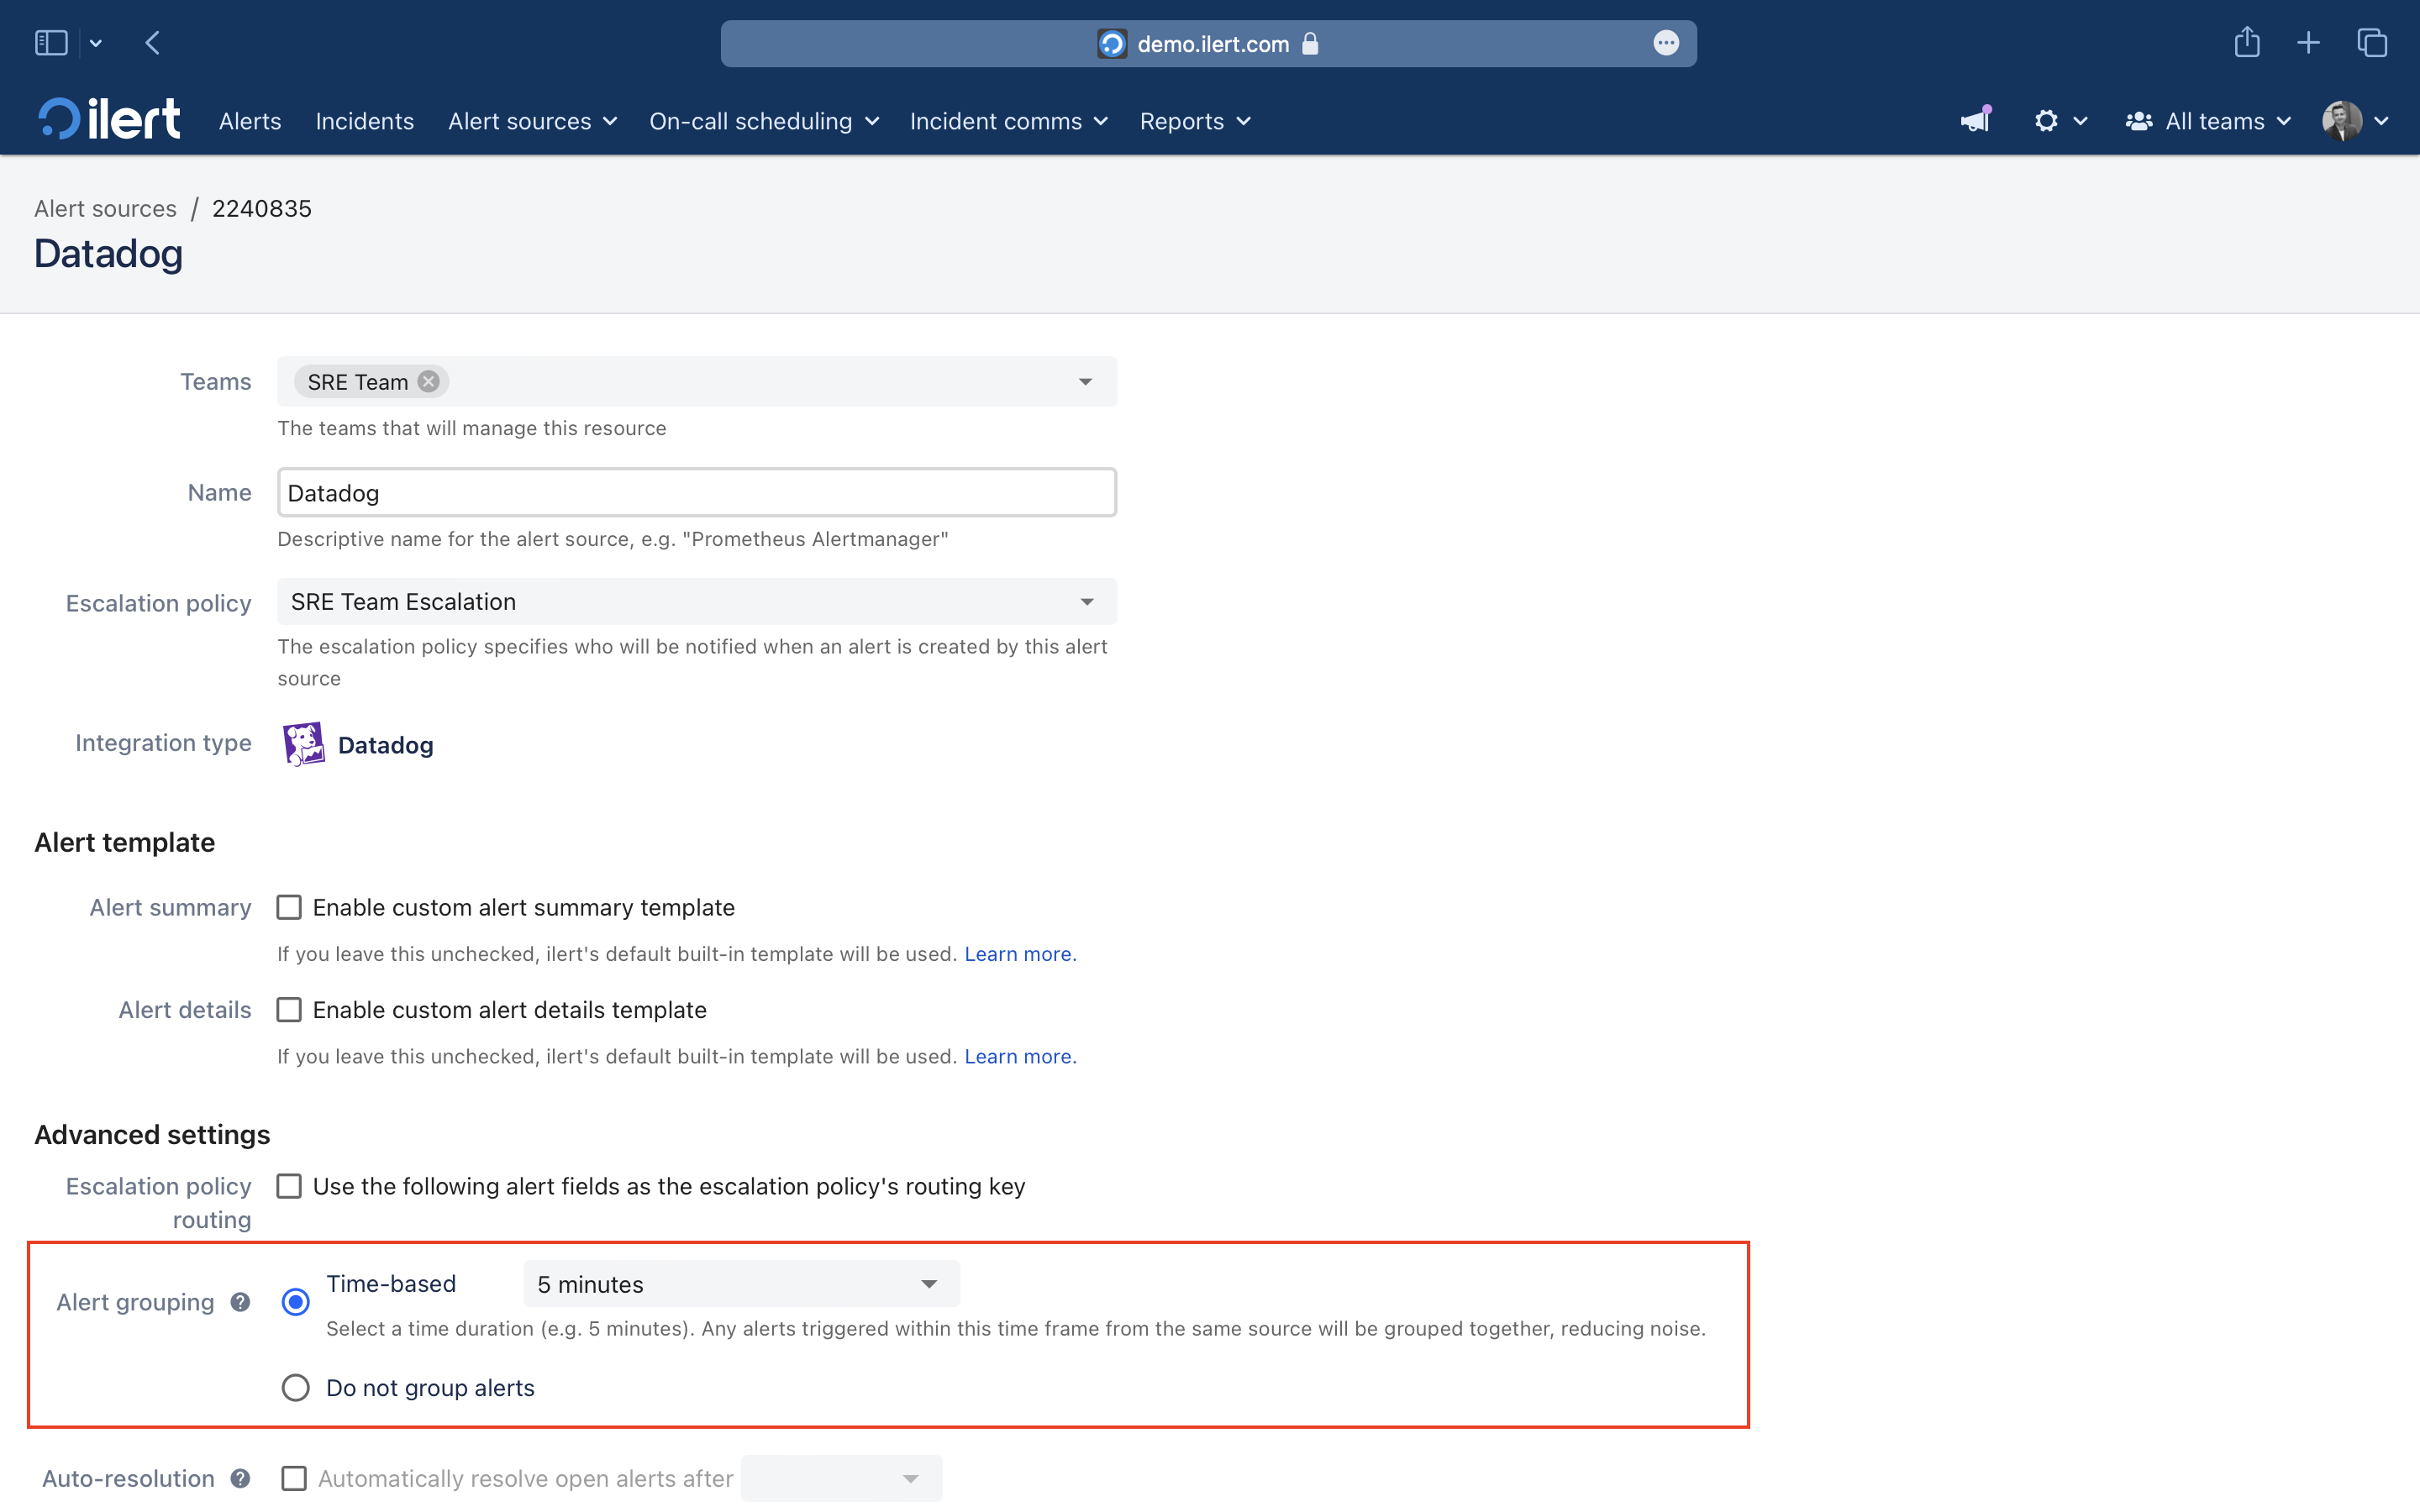 demo.ilert.com
ilert Alerts Incidents Alert sources On-call scheduling Incident comms Reports All teams
Alert sources / 2240835
Datadog
Teams SRE Team
The teams that will manage this resource
Name Datadog
Descriptive name for the alert source, e.g. "Prometheus Alertmanager"
Escalation policy SRE Team Escalation
The escalation policy specifies who will be notified when an alert is created by this alert
source
Integration type Datadog
Alert template
Alert summary Enable custom alert summary template
If you leave this unchecked, ilert's default built-in template will be used. Learn more.
Alert details Enable custom alert details template
If you leave this unchecked, ilert's default built-in template will be used. Learn more.
Advanced settings
Escalation policy Use the following alert fields as the escalation policy's routing key
routing
Time-based 5 minutes
Alert grouping ?
Select a time duration (e.g. 5 minutes). Any alerts triggered within this time frame from the same source will be grouped together, reducing noise.
Do not group alerts
Auto-resolution ? Automatically resolve open alerts after